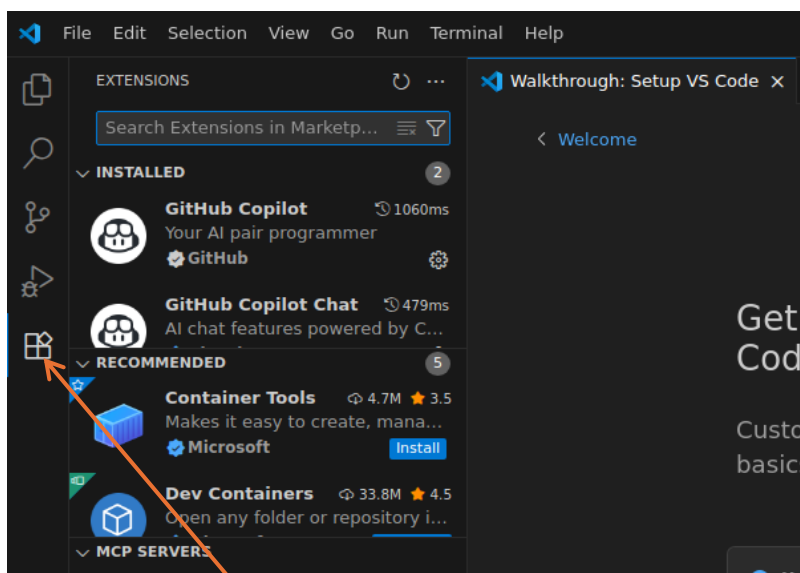 File Edit Selection View Go Run Terminal Help
EXTENSIONS
Walkthrough: Setup VS Code
Search Extensions in Marketp...
Welcome
INSTALLED 2
GitHub Copilot 1060ms
Your AI pair programmer
GitHub
GitHub Copilot Chat 479ms
AI chat features powered by C...
RECOMMENDED 5
Container Tools 4.7M 3.5
Makes it easy to create, mana...
Microsoft Install
Dev Containers 33.8M 4.5
Open any folder or repository i...
MCP SERVERS
Get
Cod
Custo
basic